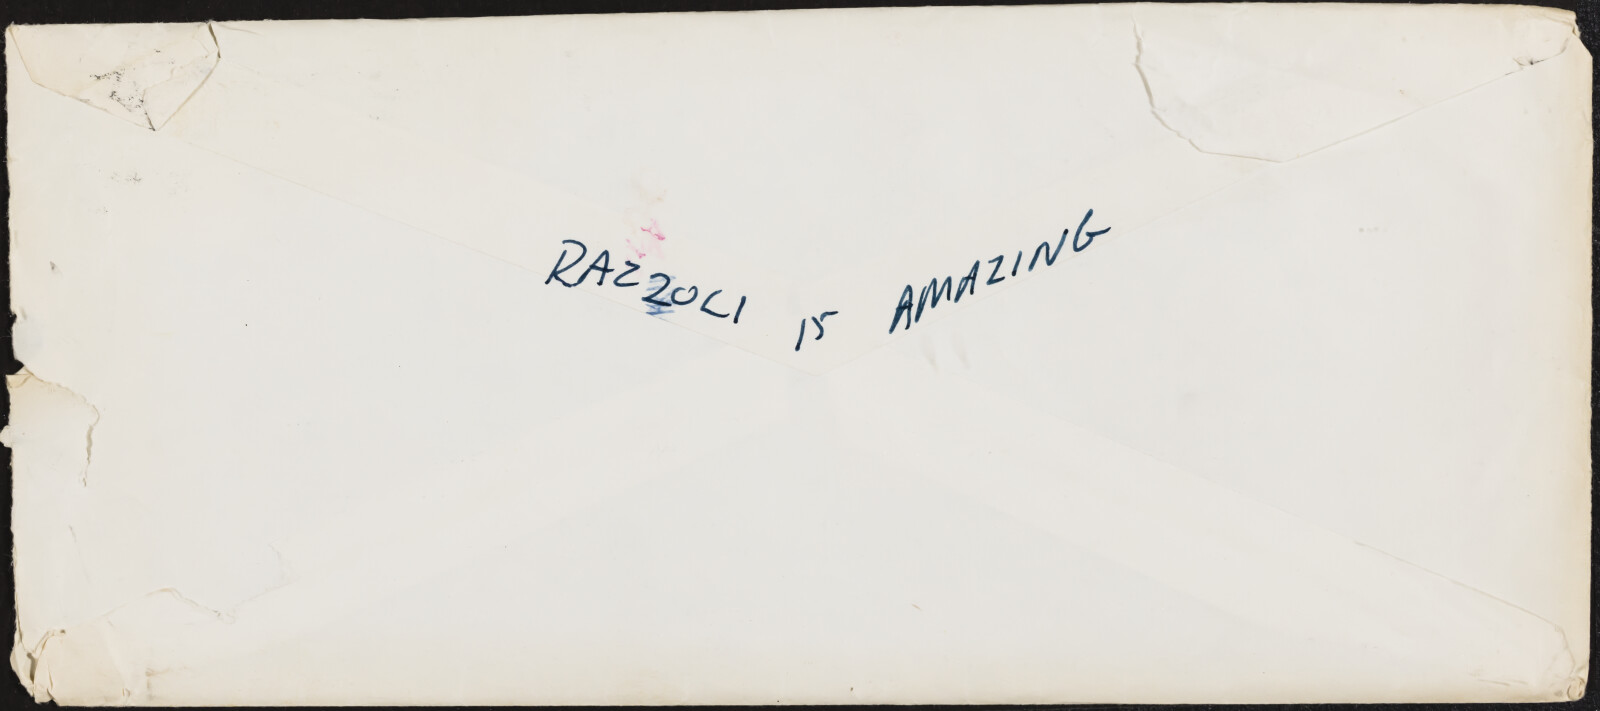 RAZZOLI IS AMAZING